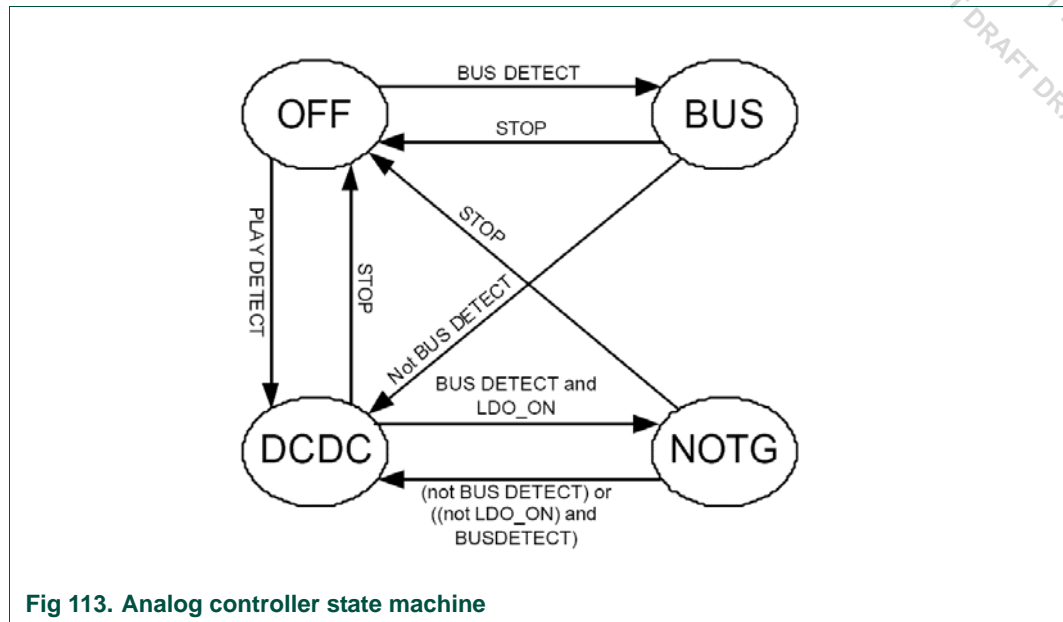 BUS DETECT
OFF
BUS
STOP
PLAY DETECT
STOP
STOP
Not BUS DETECT
BUS DETECT and
LDO_ON
DCDC
NOTG
(not BUS DETECT) or
((not LDO_ON) and
BUSDETECT)
Fig 113. Analog controller state machine
DRAFT